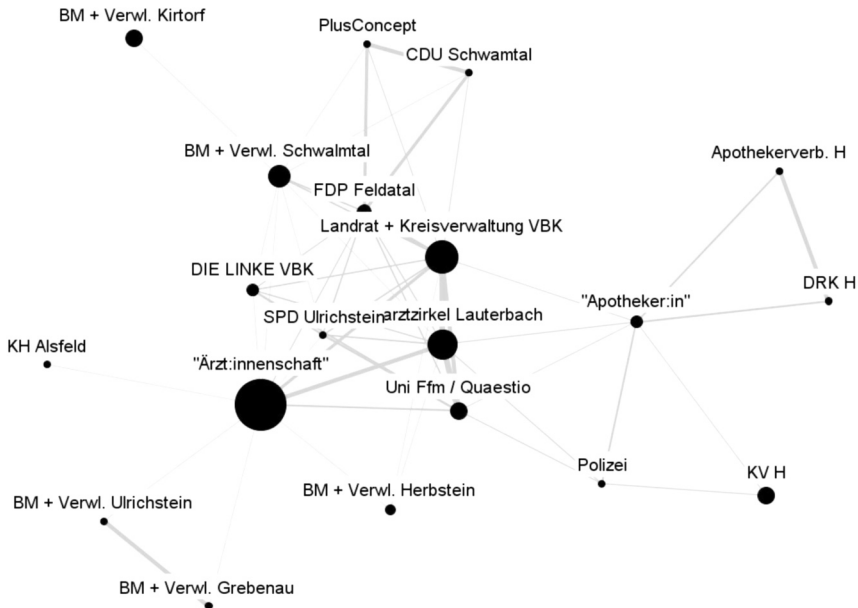 BM + Verwl. Kirtorf
PlusConcept
CDU Schwamtal
BM + Verwl. Schwalmtal
Apothekerverb. H
FDP Feldatal
Landrat + Kreisverwaltung VBK
DIE LINKE VBK
DRK H
"Apotheker:in"
SPD Ulrichstein
arztzirkel Lauterbach
KH Alsfeld
"Ärzt:innenschaft"
Uni Ffm / Quaestio
Polizei
KV H
BM + Verwl. Herbstein
BM + Verwl. Ulrichstein
BM + Verwl. Grebenau